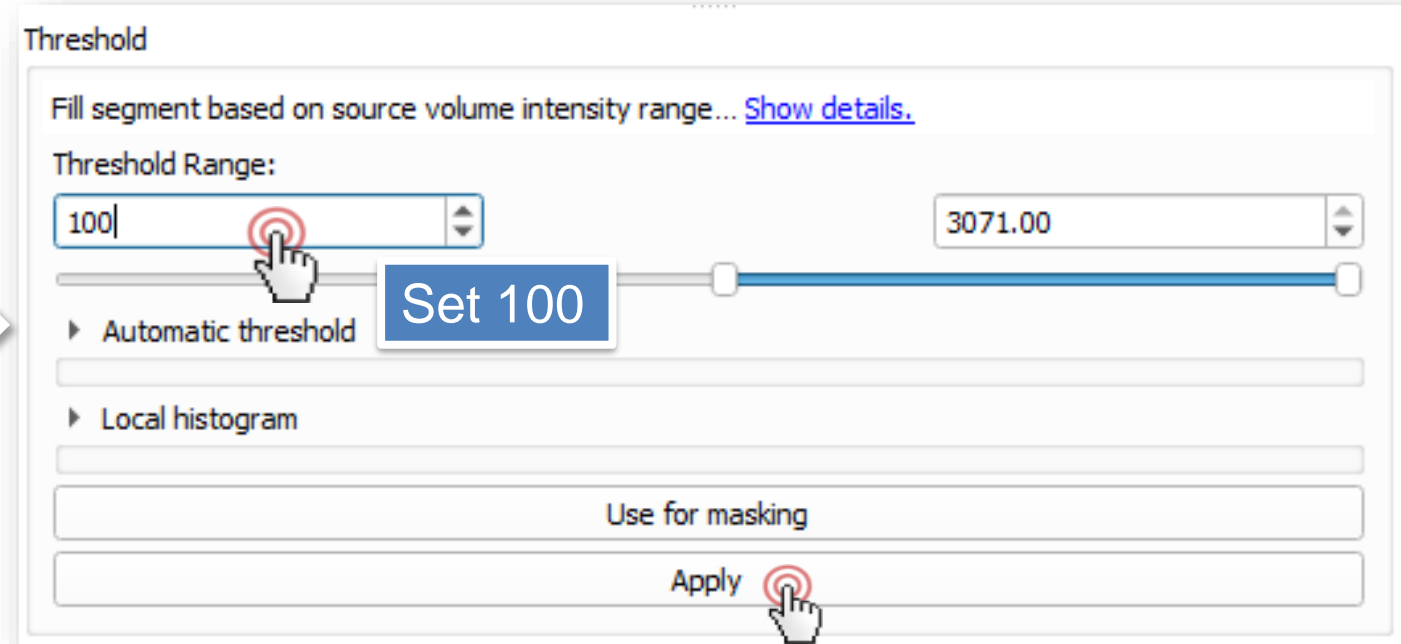 Threshold
Fill segment based on source volume intensity range... Show details.
Threshold Range:
100
3071.00
Set 100
Automatic threshold
Local histogram
Use for masking
Apply